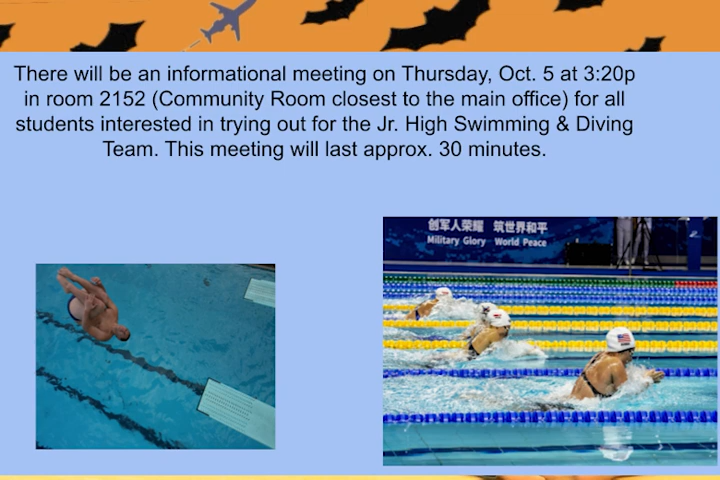 There will be an informational meeting on Thursday, Oct. 5 at 3:20p
in room 2152 (Community Room closest to the main office) for all
students interested in trying out for the Jr. High Swimming & Diving
Team. This meeting will last approx. 30 minutes.
创军人荣耀 筑世界和平
Military Glory World Peace